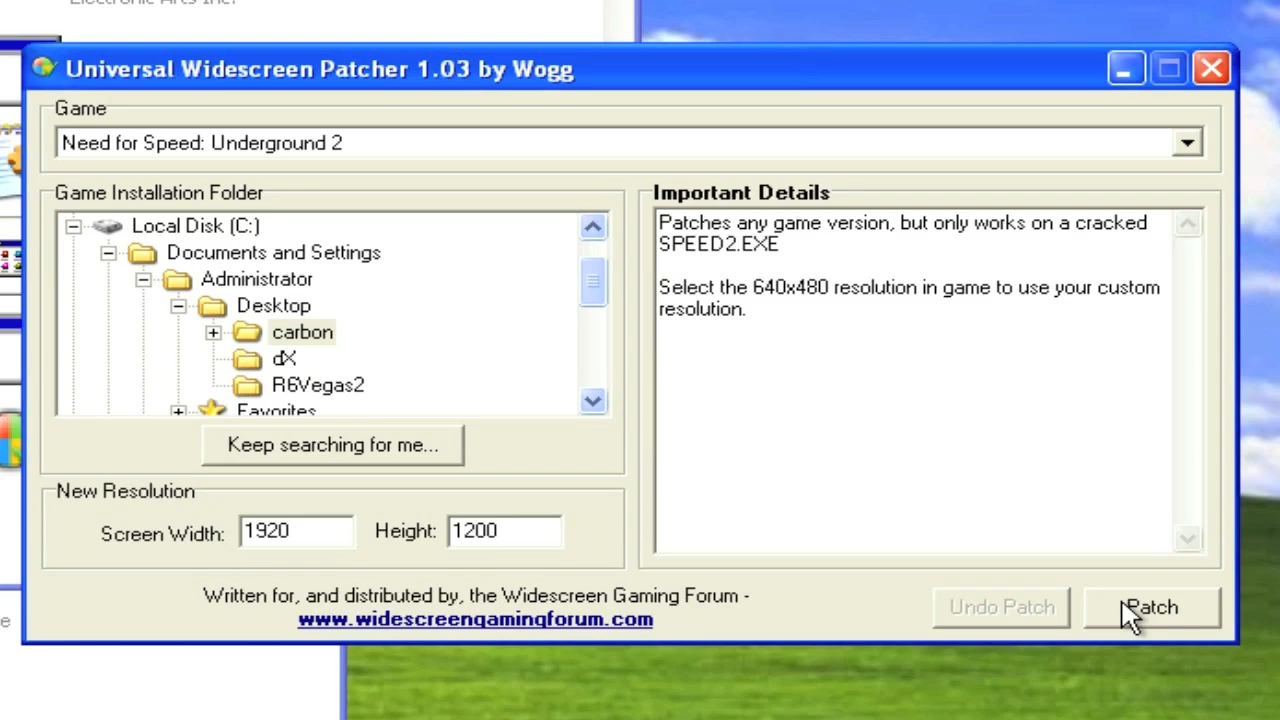 Electronic Arts Inc.
Universal Widescreen Patcher 1.03 by Wogg
Game
Need for Speed: Underground 2
Game Installation Folder
Local Disk (C:)
Documents and Settings
Administrator
Desktop
carbon
dX
R6Vegas2
Favorites
Keep searching for me...
Important Details
Patches any game version, but only works on a cracked
SPEED2.EXE
Select the 640x480 resolution in game to use your custom
resolution.
New Resolution
Screen Width: 1920 Height: 1200
Written for, and distributed by, the Widescreen Gaming Forum -
www.widescreengamingforum.com
Undo Patch
Patch